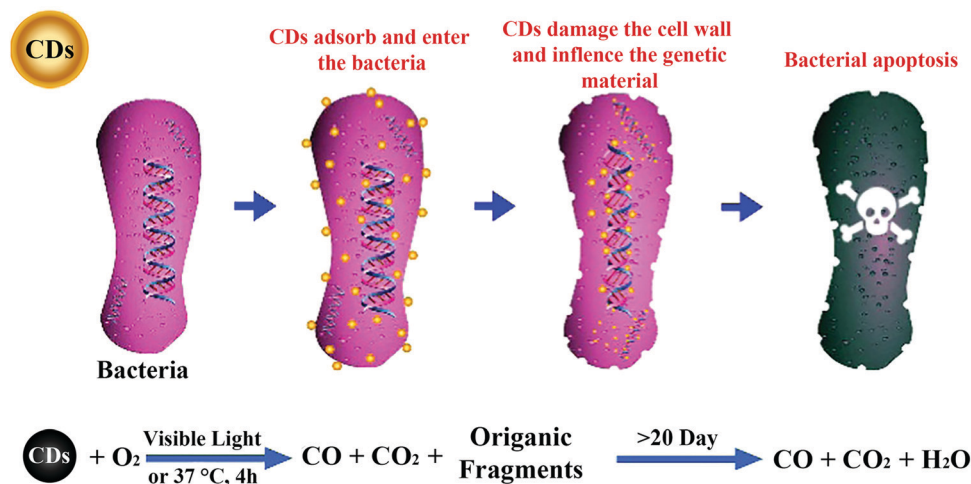 CDs
CDs adsorb and enter
the bacteria
CDs damage the cell wall
and inflence the genetic
material
Bacterial apoptosis
Bacteria
CDs + O₂
Visible Light
or 37 °C, 4h
CO + CO₂ +
Origanic
Fragments
>20 Day
CO + CO₂ + H₂O